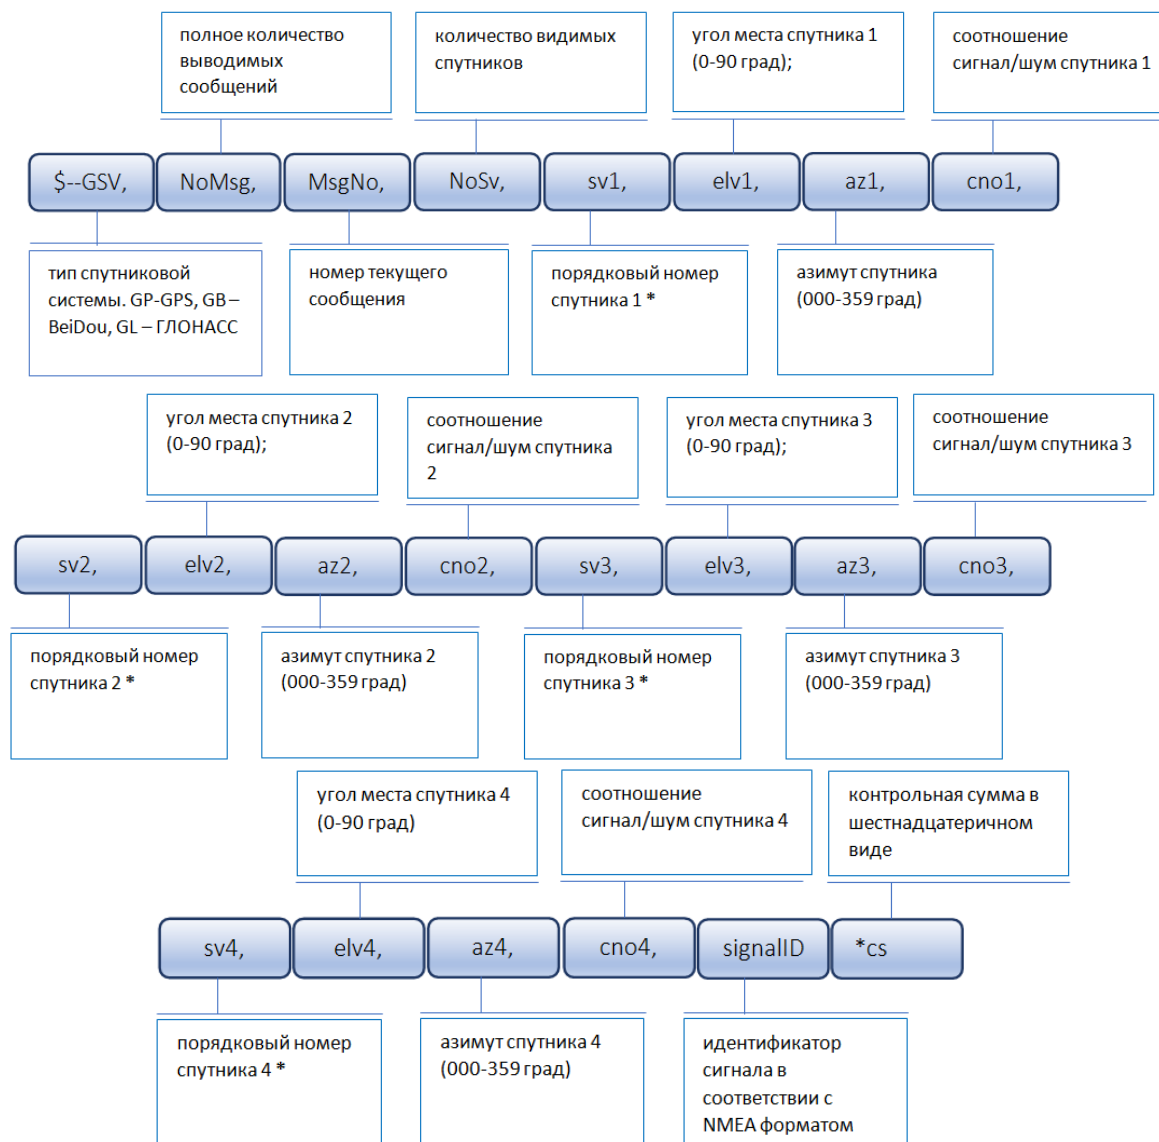 полное количество
выводимых
сообщений
количество видимых
спутников
угол места спутника 1
(0-90 град);
соотношение
сигнал/шум спутника 1
$--GSV,
NoMsg,
MsgNo,
NoSv,
sv1,
elv1,
az1,
cno1,
тип спутниковой
системы. GP-GPS, GB –
BeiDou, GL – ГЛОНАСС
номер текущего
сообщения
порядковый номер
спутника 1 *
азимут спутника
(000-359 град)
угол места спутника 2
(0-90 град);
соотношение
сигнал/шум спутника
2
угол места спутника 3
(0-90 град);
соотношение
сигнал/шум спутника 3
sv2,
elv2,
az2,
cno2,
sv3,
elv3,
az3,
cno3,
порядковый номер
спутника 2 *
азимут спутника 2
(000-359 град)
порядковый номер
спутника 3 *
азимут спутника 3
(000-359 град)
угол места спутника 4
(0-90 град)
соотношение
сигнал/шум спутника 4
контрольная сумма в
шестнадцатеричном
виде
sv4,
elv4,
az4,
cno4,
signalID
*cs
порядковый номер
спутника 4 *
азимут спутника 4
(000-359 град)
идентификатор
сигнала в
соответствии с
NMEA форматом